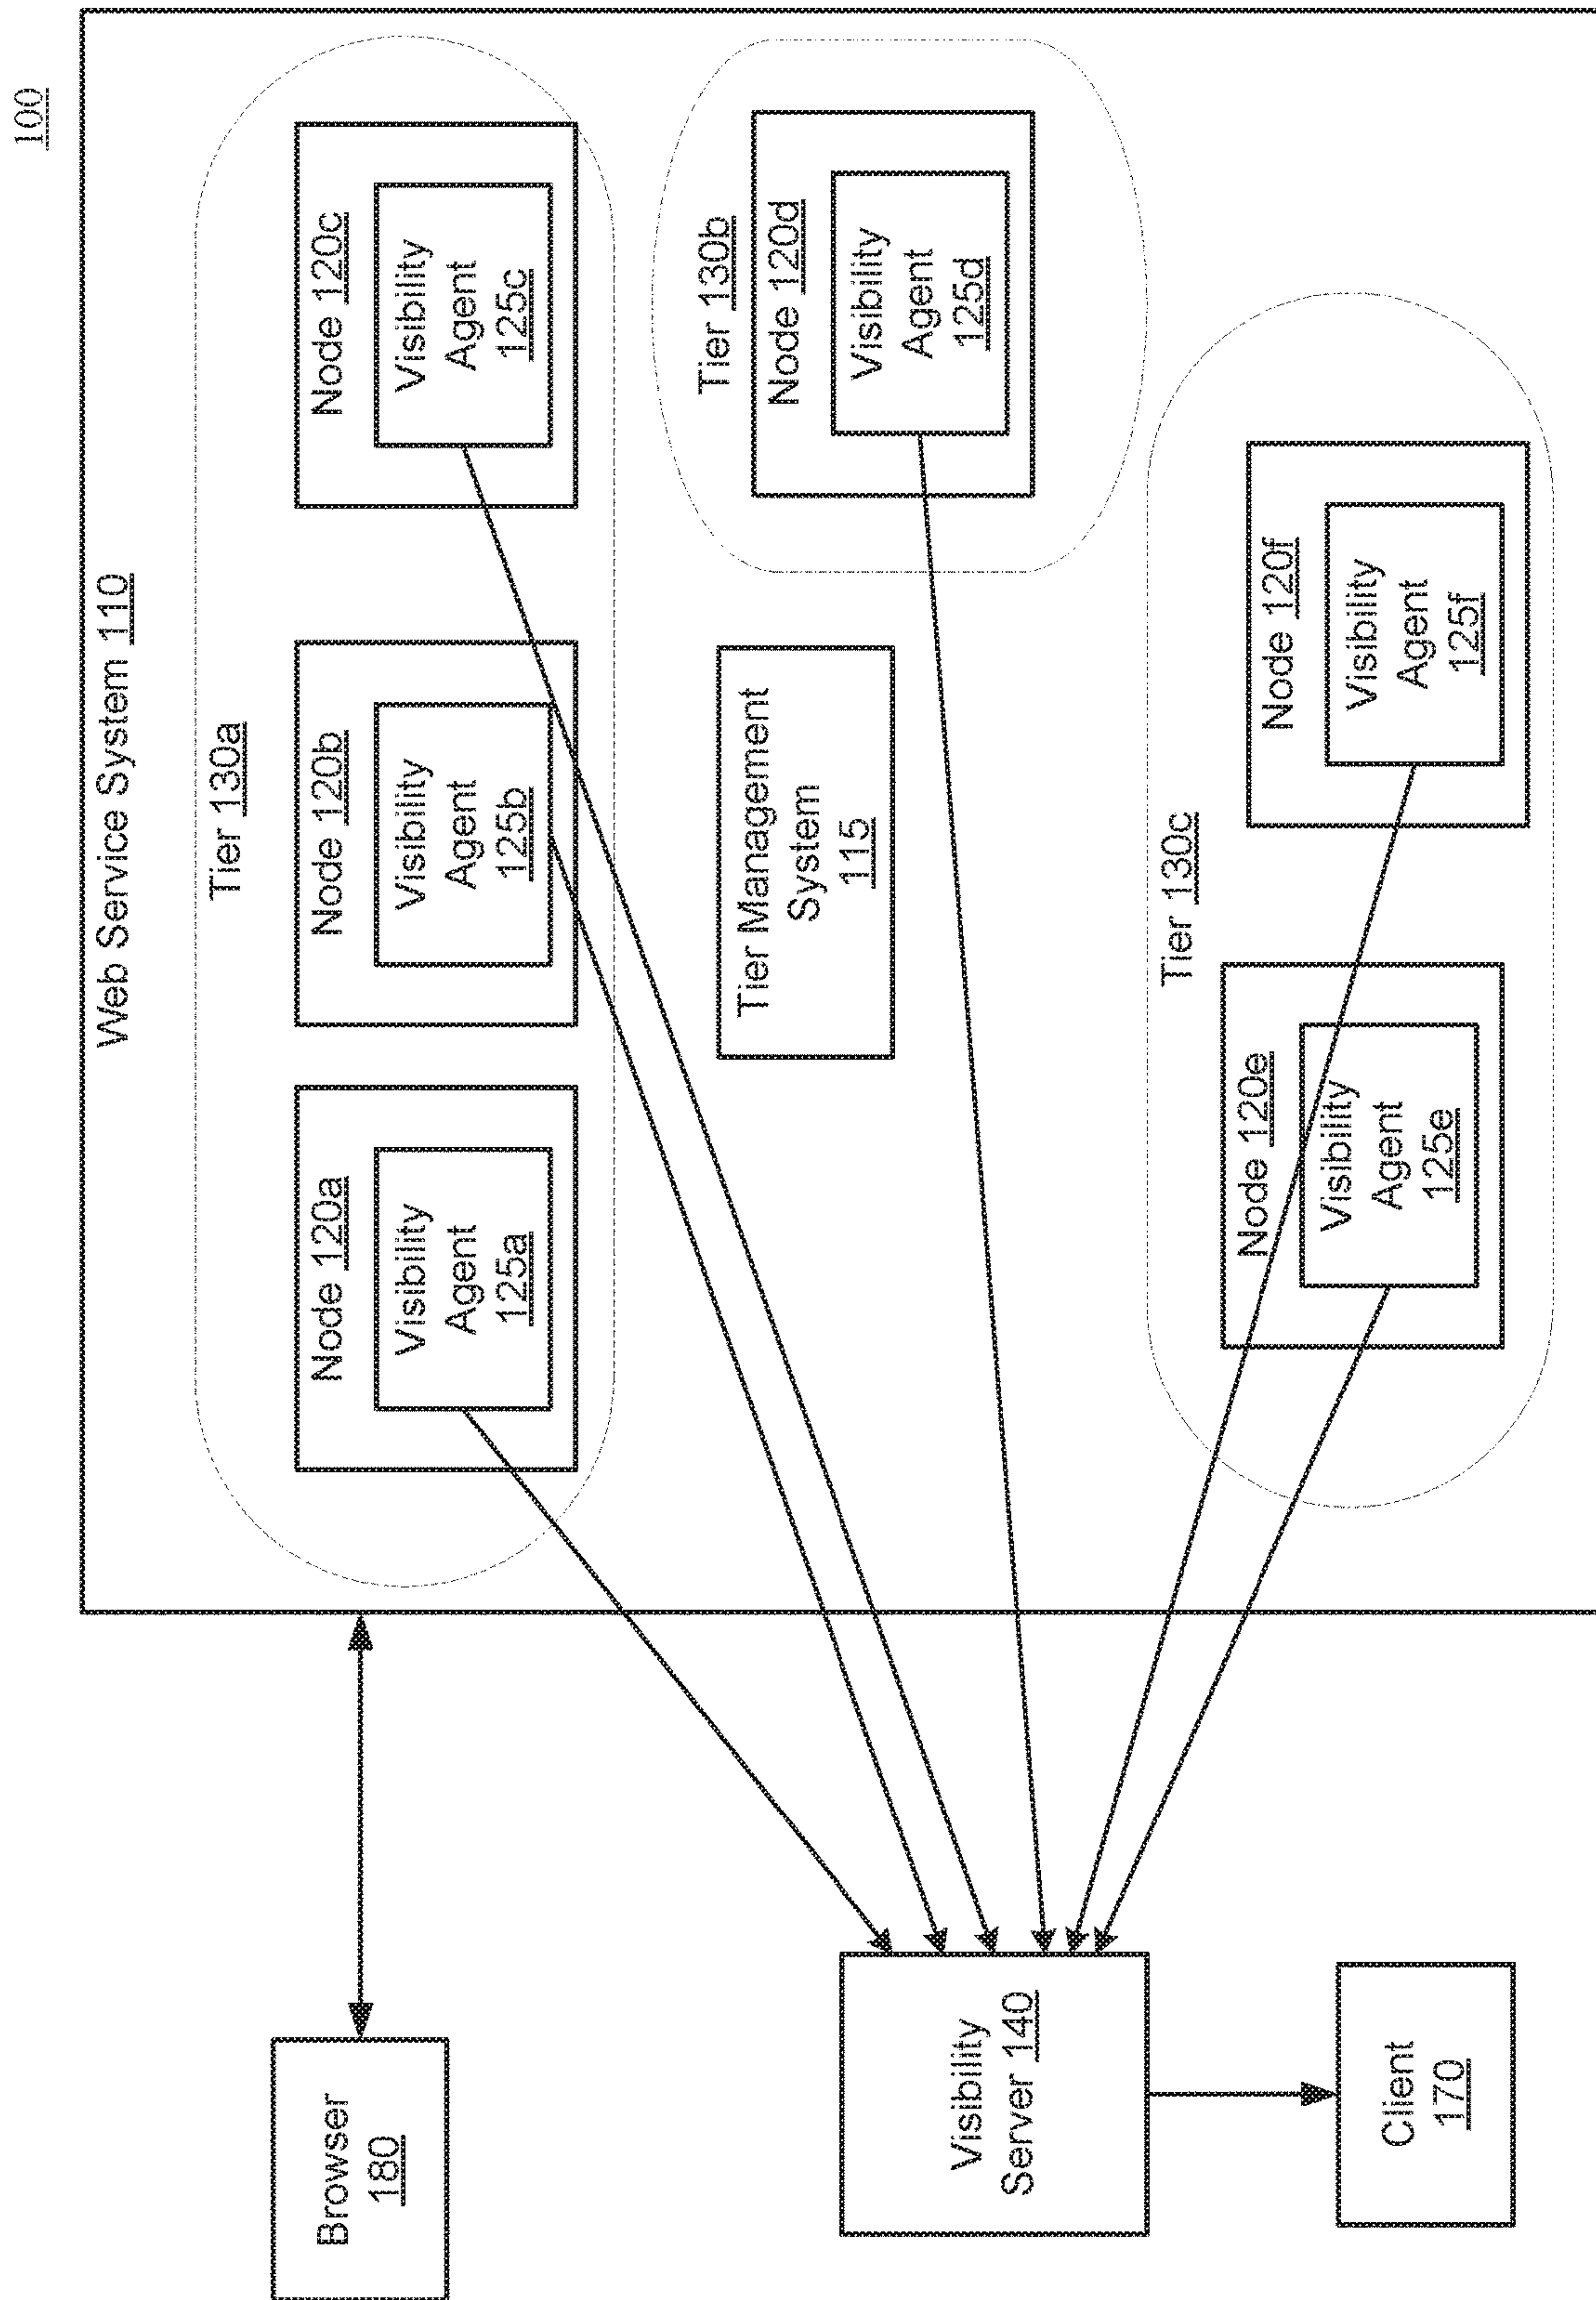 100
Web Service System 110
Tier 130a
Node 120a
Visibility
Agent
125a
Node 120b
Visibility
Agent
125b
Node 120c
Visibility
Agent
125c
Browser
180
Tier Management
System
115
Tier 130b
Node 120d
Visibility
Agent
125d
Visibility
Server 140
Tier 130c
Node 120e
Visibility
Agent
125e
Node 120f
Visibility
Agent
125f
Client
170